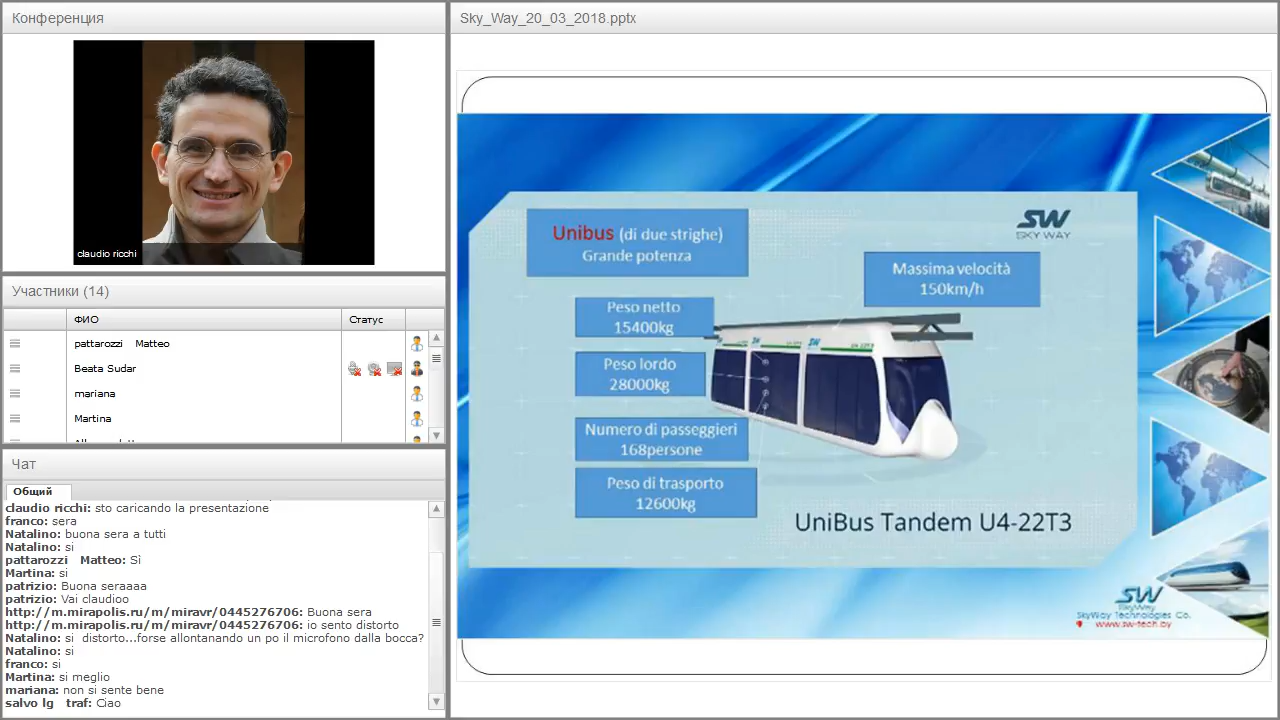 Конференция
claudio ricchi
Участники (14)
ФИО
Статус
pattarozzi Matteo
Beata Sudar
mariana
Martina
Чат
Общий
claudio ricchi: sto caricando la presentazione
franco: sera
Natalino: buona sera a tutti
Natalino: si
pattarozzi Matteo: Sì
Martina: si
patrizio: Buona seraaaa
patrizio: Vai claudioo
http://m.mirapolis.ru/m/miravr/0445276706: Buona sera
http://m.mirapolis.ru/m/miravr/0445276706: io sento distorto
Natalino: si distorto...forse allontanando un po il microfono dalla voce?
Natalino: si
franco: si
Martina: si meglio
mariana: non si sente bene
salvo lg traf: Ciao
Sky_Way_20_03_2018.pptx
Unibus (di due strighe)
Grande potenza
SW
SKY WAY
Massima velocità
150km/h
Peso netto
15400kg
Peso lordo
28000kg
Numero di passeggieri
168persone
Peso di trasporto
12600kg
UniBus Tandem U4-22T3
SW
SkyWay
SkyWay Technologies Co.
www.sw-tech.by